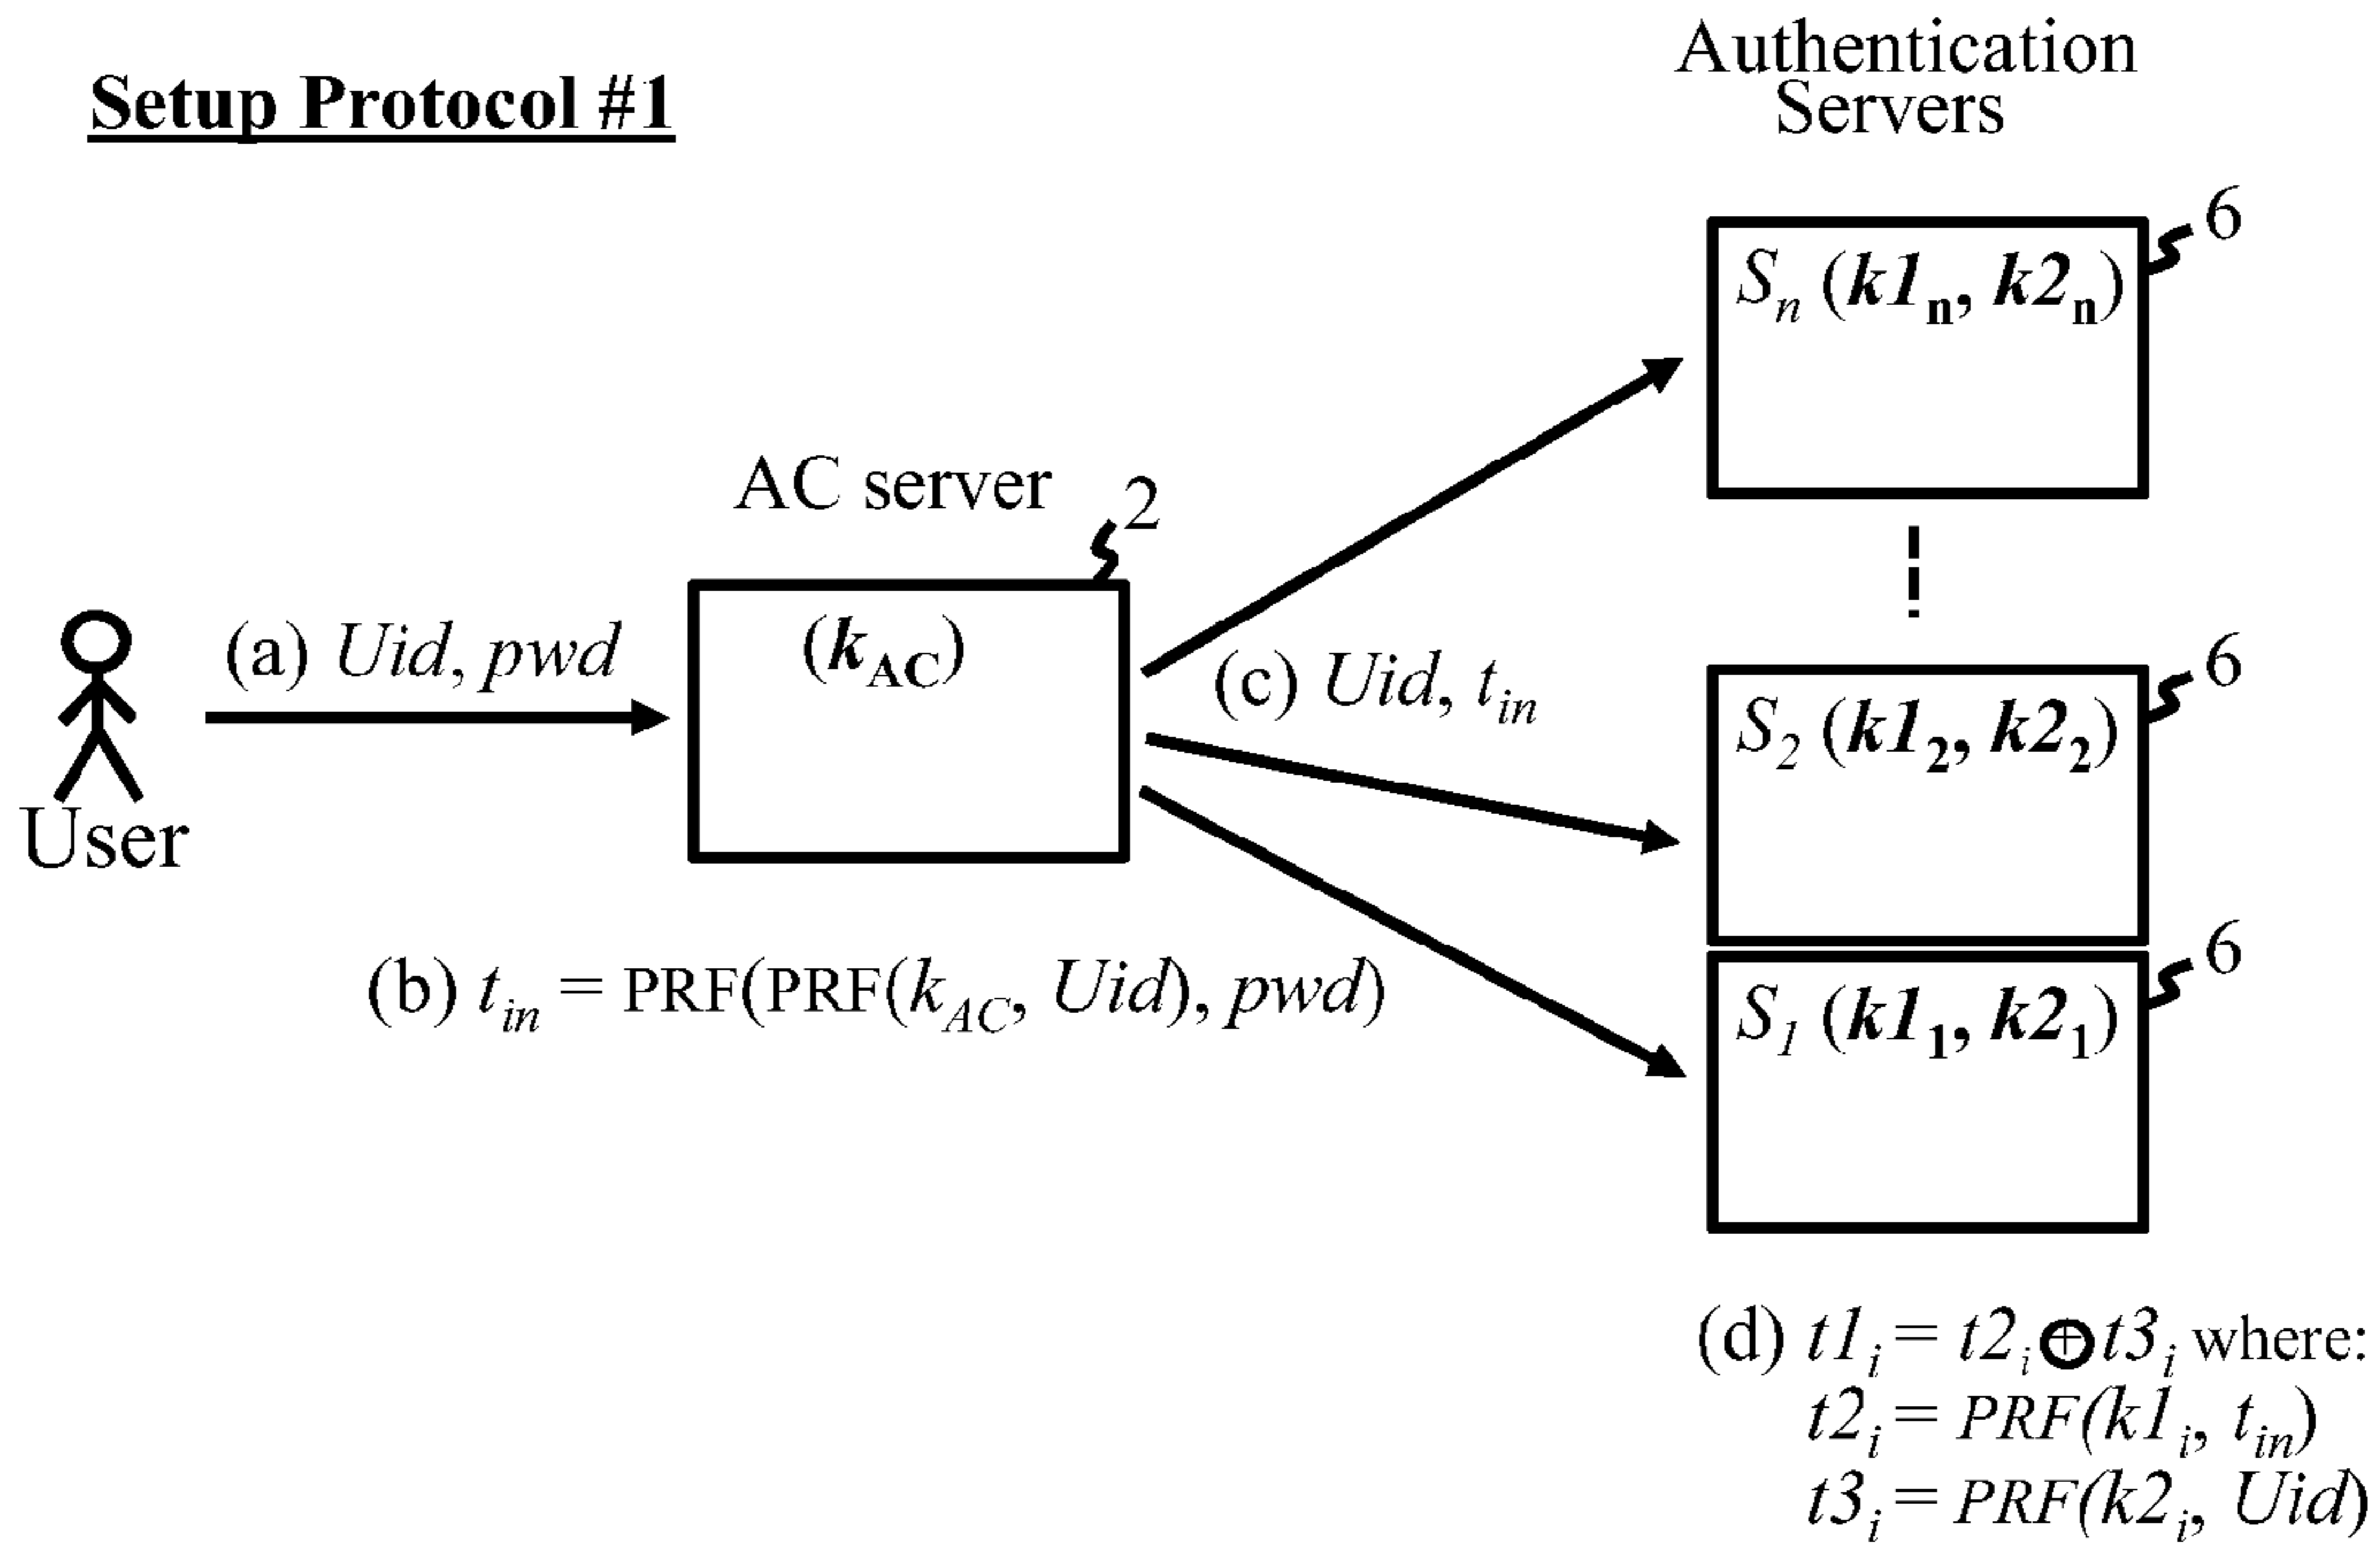 Setup Protocol #1
Authentication
Servers
6
Sn (k1n, k2n)
AC server
2
(kAC)
(a) Uid, pwd
(c) Uid, tin
6
S2 (k12, k22)
User
(b) tin = PRF(PRF(kAC, Uid), pwd)
6
S1 (k11, k21)
(d) t1i = t2i ⊕ t3i where:
t2i = PRF(k1i, tin)
t3i = PRF(k2i, Uid)